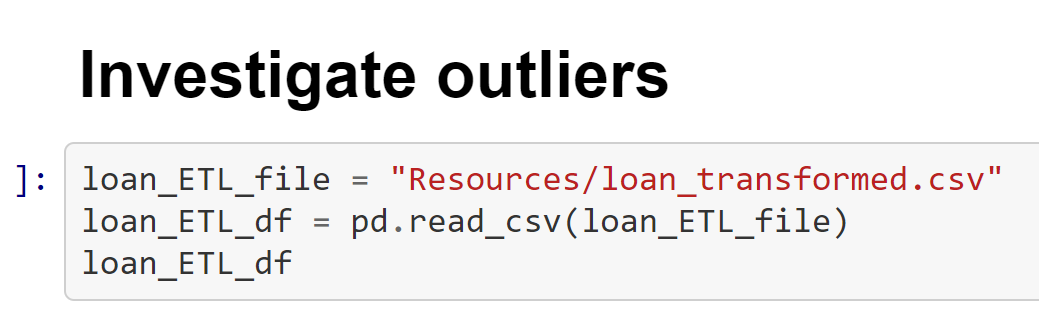 Investigate outliers
]: loan_ETL_file = "Resources/loan_transformed.csv"
loan_ETL_df = pd.read_csv(loan_ETL_file)
loan_ETL_df